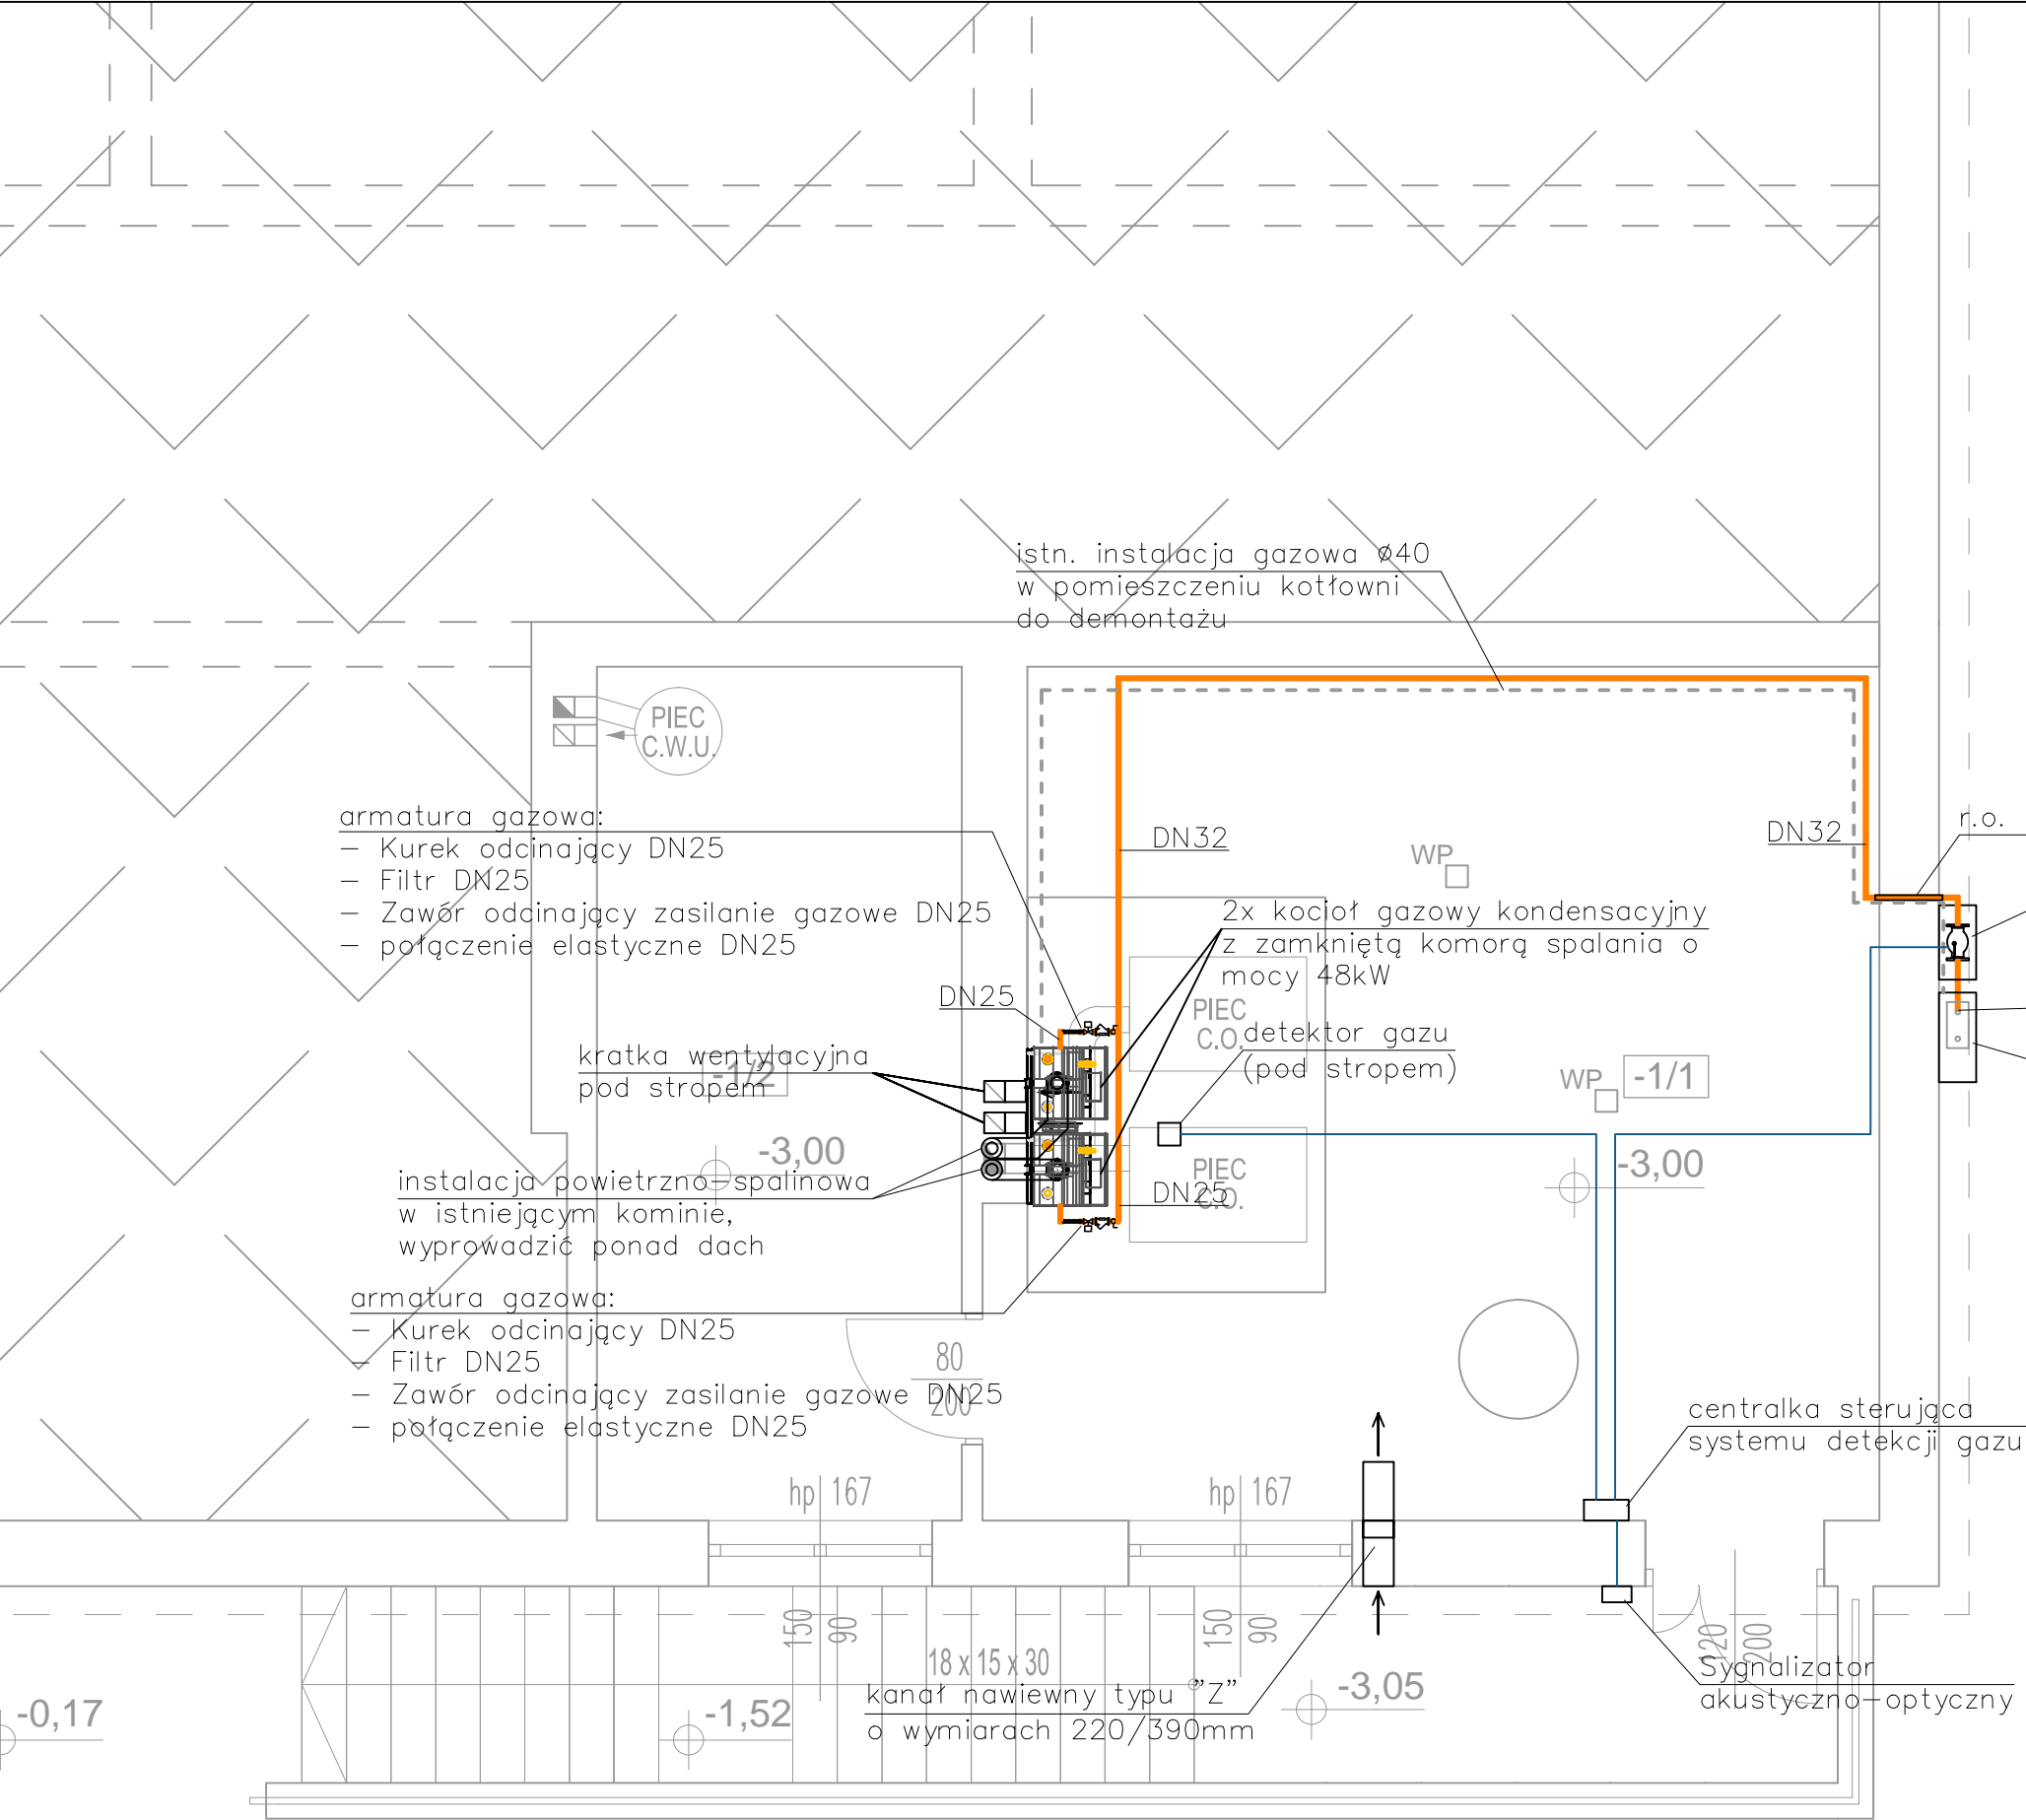 istn. instalacja gazowa ø40
w pomieszczeniu kotłowni
do demontażu
PIEC
C.W.U.
armatura gazowa:
– Kurek odcinający DN25
– Filtr DN25
– Zawór odcinający zasilanie gazowe DN25
– połączenie elastyczne DN25
DN32
WP
DN32
r.o.
2x kocioł gazowy kondensacyjny
z zamkniętą komorą spalania o
mocy 48kW
DN25
PIEC
C.O.
detektor gazu
(pod stropem)
kratka wentylacyjna
pod stropem
-1/2
WP
-1/1
-3,00
-3,00
instalacja powietrzno-spalinowa
w istniejącym kominie,
wyprowadzić ponad dach
PIEC
C.O.
DN25
armatura gazowa:
– Kurek odcinający DN25
– Filtr DN25
– Zawór odcinający zasilanie gazowe DN25
– połączenie elastyczne DN25
80
200
centralka sterująca
systemu detekcji gazu
hp 167
hp 167
150
90
150
90
120
200
18 x 15 x 30
Sygnalizator
akustyczno-optyczny
kanał nawiewny typu "Z"
o wymiarach 220/390mm
-3,05
-0,17
-1,52